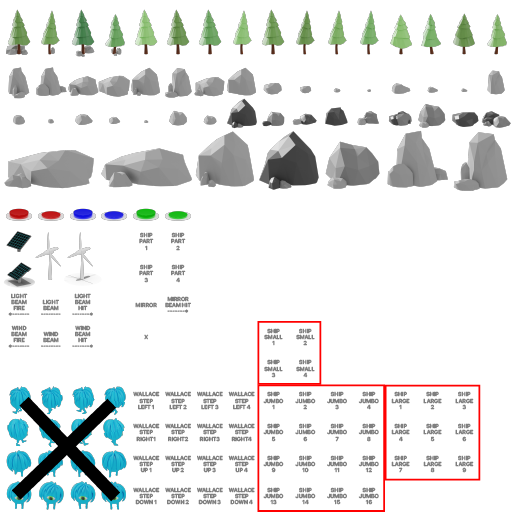 SHIP PART 1
SHIP PART 2
SHIP PART 3
SHIP PART 4
LIGHT BEAM FIRE
LIGHT BEAM
LIGHT BEAM HIT
MIRROR
MIRROR BEAM HIT
WIND BEAM FIRE
WIND BEAM
WIND BEAM HIT
X
SHIP SMALL 1
SHIP SMALL 2
SHIP SMALL 3
SHIP SMALL 4
WALLACE STEP LEFT 1
WALLACE STEP LEFT 2
WALLACE STEP LEFT 3
WALLACE STEP LEFT 4
SHIP JUMBO 1
SHIP JUMBO 2
SHIP JUMBO 3
SHIP JUMBO 4
SHIP LARGE 1
SHIP LARGE 2
SHIP LARGE 3
WALLACE STEP RIGHT1
WALLACE STEP RIGHT2
WALLACE STEP RIGHT3
WALLACE STEP RIGHT4
SHIP JUMBO 5
SHIP JUMBO 6
SHIP JUMBO 7
SHIP JUMBO 8
SHIP LARGE 4
SHIP LARGE 5
SHIP LARGE 6
WALLACE STEP UP 1
WALLACE STEP UP 2
WALLACE STEP UP 3
WALLACE STEP UP 4
SHIP JUMBO 9
SHIP JUMBO 10
SHIP JUMBO 11
SHIP JUMBO 12
SHIP LARGE 7
SHIP LARGE 8
SHIP LARGE 9
WALLACE STEP DOWN 1
WALLACE STEP DOWN 2
WALLACE STEP DOWN 3
WALLACE STEP DOWN 4
SHIP JUMBO 13
SHIP JUMBO 14
SHIP JUMBO 15
SHIP JUMBO 16